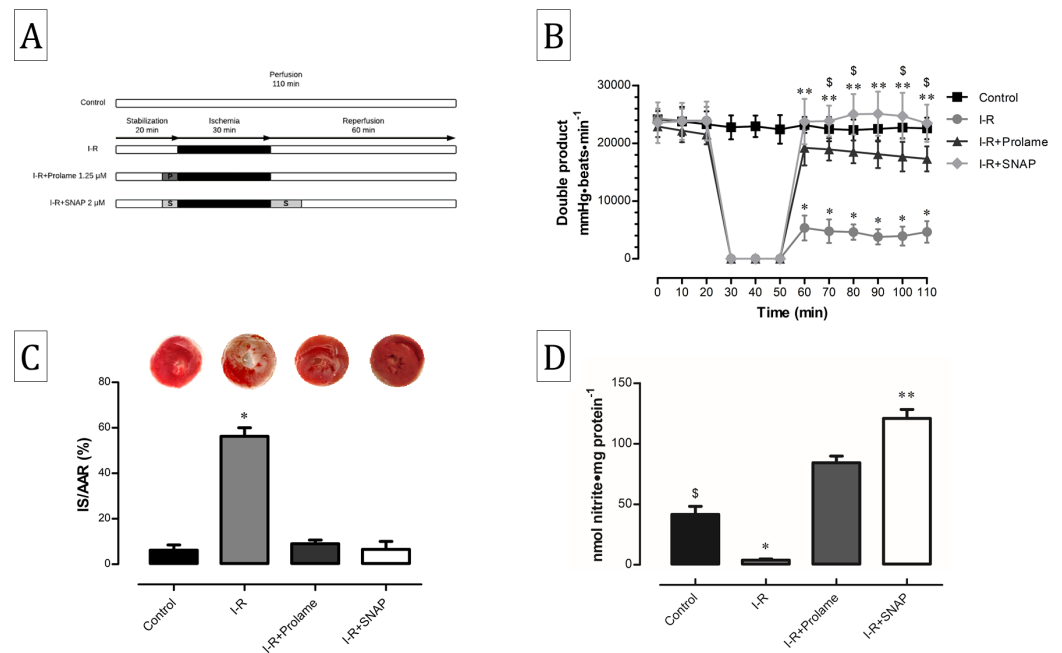 A
Perfusion
110 min
Control
Stabilization
20 min
Ischemia
30 min
Reperfusion
60 min
I-R
I-R+Prolame 1.25 μM
P
I-R+SNAP 2 μM
S
S
B
Double product
mmHg•beats•min-1
30000
20000
10000
0
$ $ $ $
** ** ** ** ** **
* * * * * *
0 10 20 30 40 50 60 70 80 90 100 110
Time (min)
Control
I-R
I-R+Prolame
I-R+SNAP
C
IS/AAR (%)
80
60
40
20
0
*
Control
I-R
I-R+Prolame
I-R+SNAP
D
nmol nitrite•mg protein-1
150
100
50
0
$
*
**
Control
I-R
I-R+Prolame
I-R+SNAP